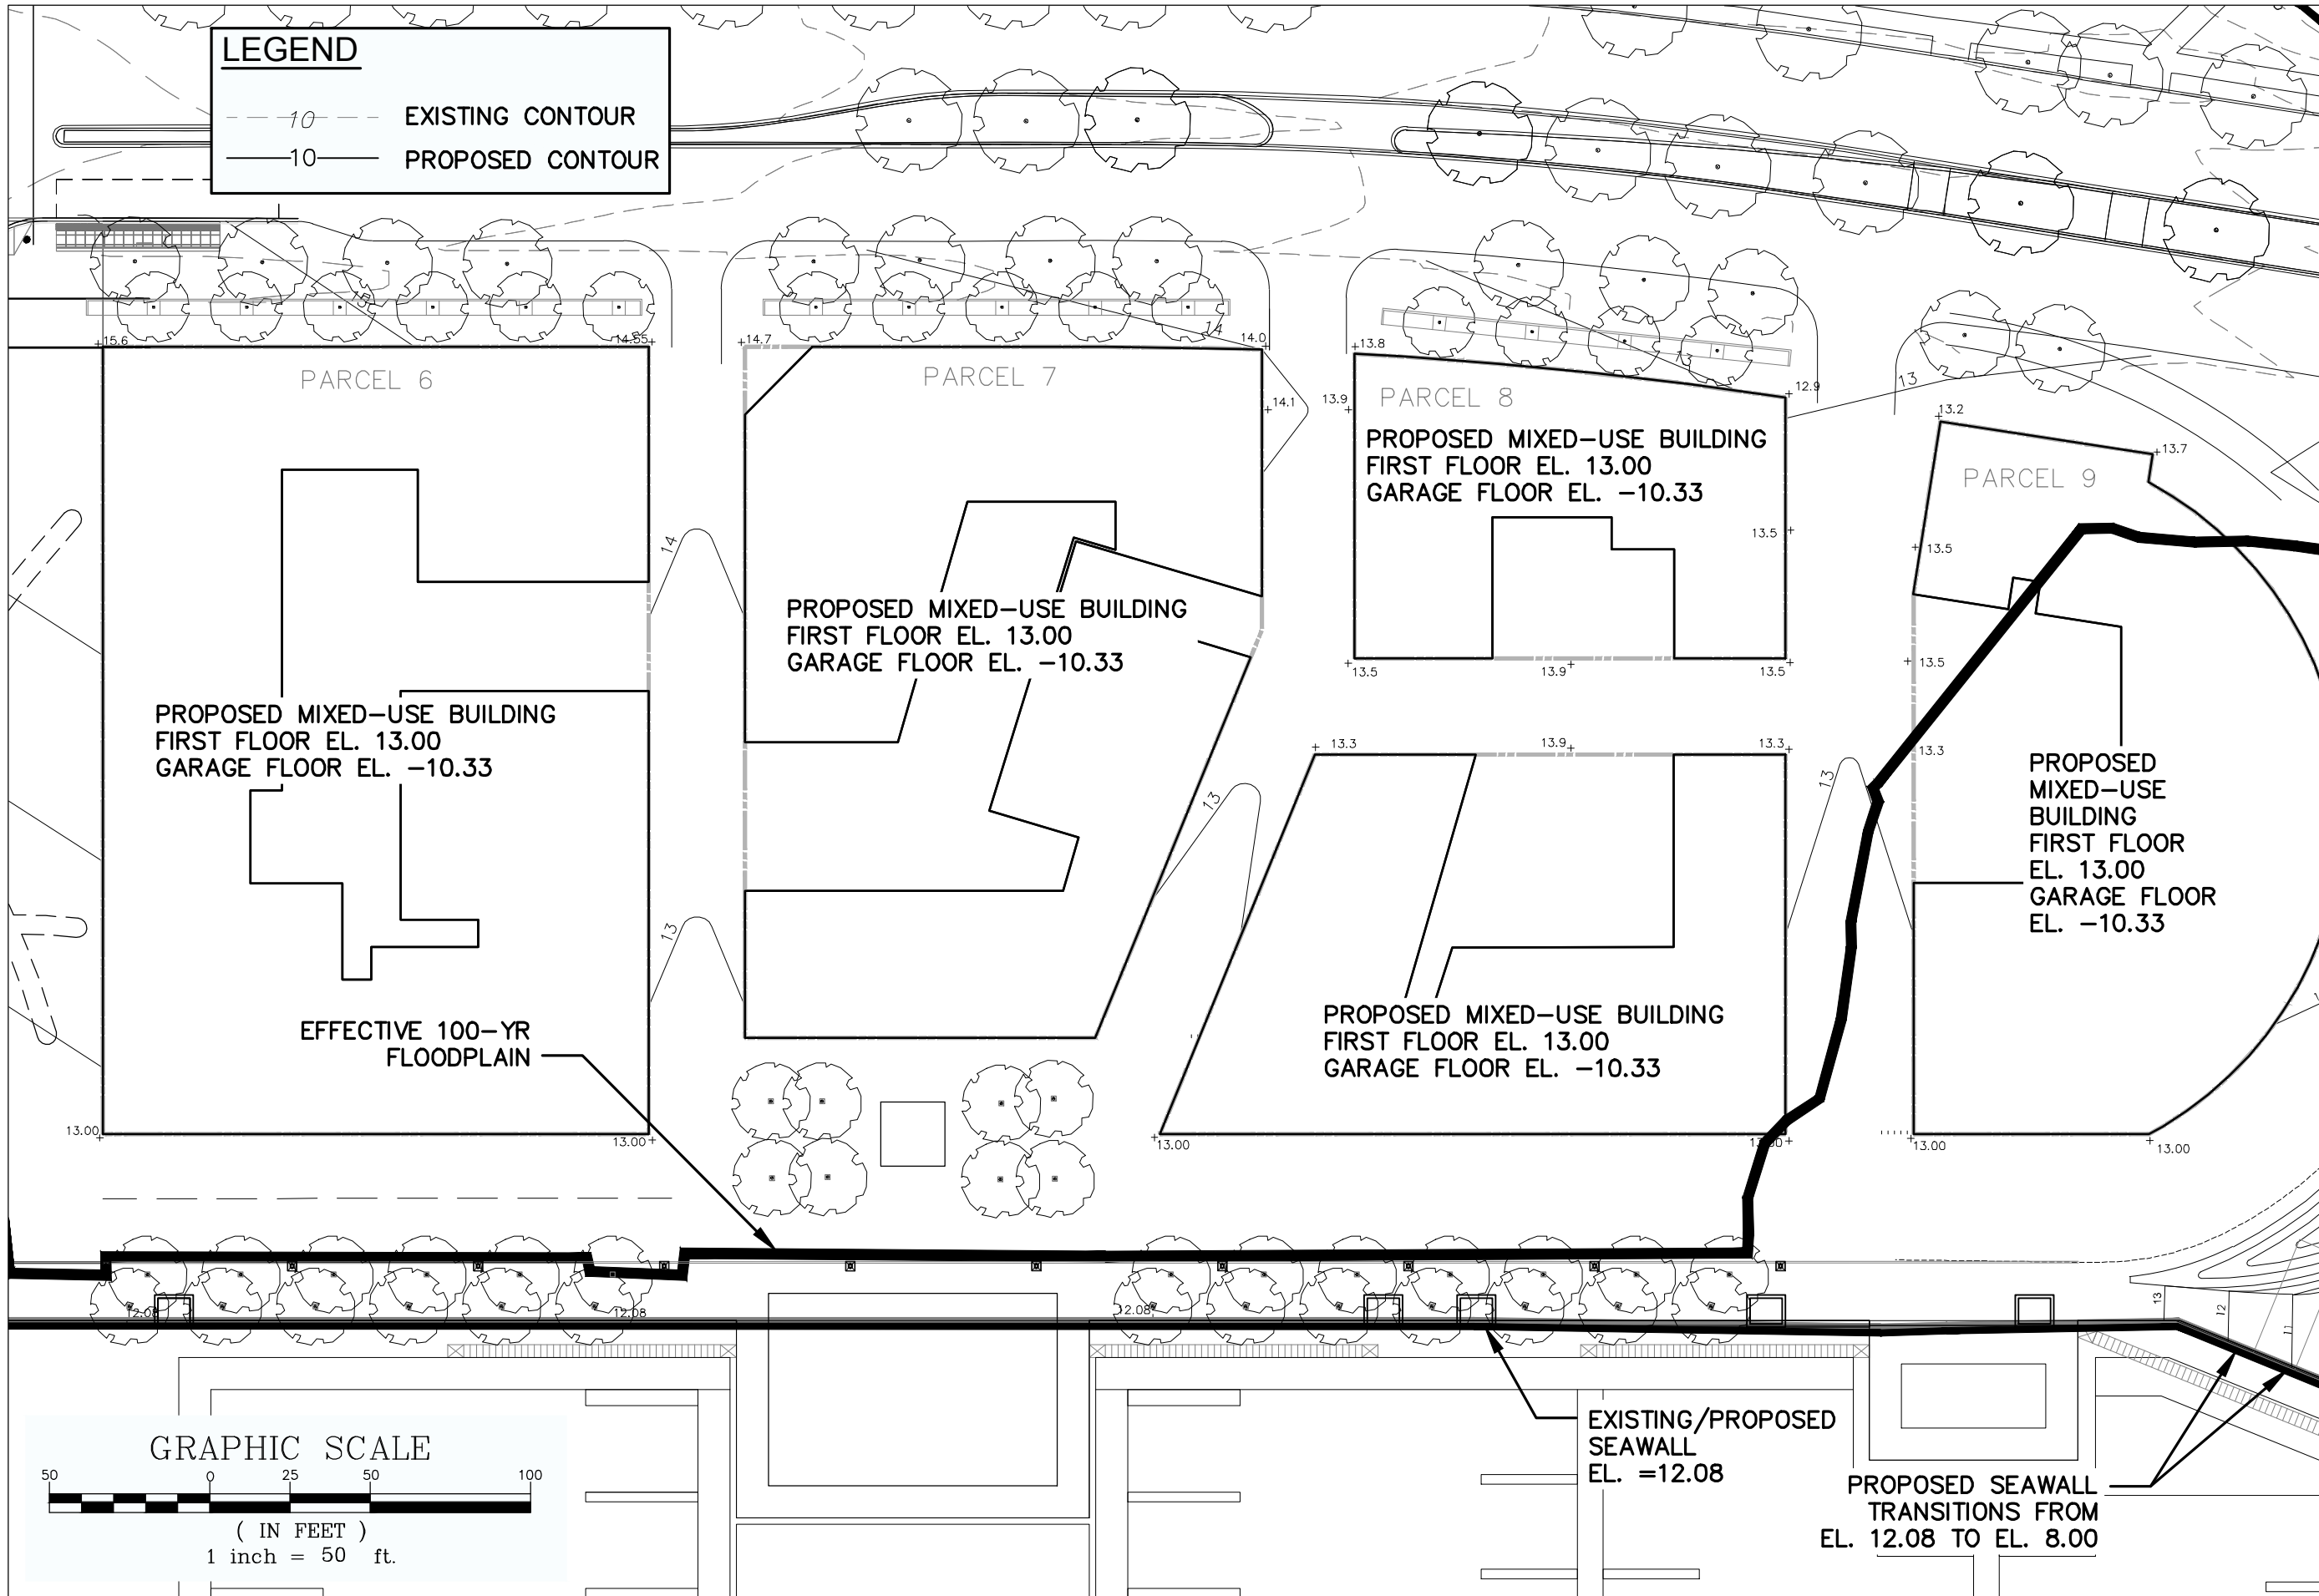 LEGEND
10
EXISTING CONTOUR
10
PROPOSED CONTOUR
15
15.6
14.55
14.7
14
14.0
13.8
13
12.9
13
13.2
13.7
PARCEL 6
PARCEL 7
14.1
13.9
PARCEL 8
PARCEL 9
PROPOSED MIXED-USE BUILDING
FIRST FLOOR EL. 13.00
GARAGE FLOOR EL. -10.33
13.5
13.5
14
PROPOSED MIXED-USE BUILDING
FIRST FLOOR EL. 13.00
GARAGE FLOOR EL. -10.33
13.5
13.9
13.5
13.5
PROPOSED MIXED-USE BUILDING
FIRST FLOOR EL. 13.00
GARAGE FLOOR EL. -10.33
13.3
13.9
13.3
13.3
13
13
13
PROPOSED
MIXED-USE
BUILDING
FIRST FLOOR
EL. 13.00
GARAGE FLOOR
EL. -10.33
EFFECTIVE 100-YR
FLOODPLAIN
PROPOSED MIXED-USE BUILDING
FIRST FLOOR EL. 13.00
GARAGE FLOOR EL. -10.33
13.00
13.00
13.00
13.00
13.00
12.08
12.08
12.08
13
12
11
EXISTING/PROPOSED
SEAWALL
EL. =12.08
PROPOSED SEAWALL
TRANSITIONS FROM
EL. 12.08 TO EL. 8.00
GRAPHIC SCALE
50 0 25 50 100
( IN FEET )
1 inch = 50 ft.